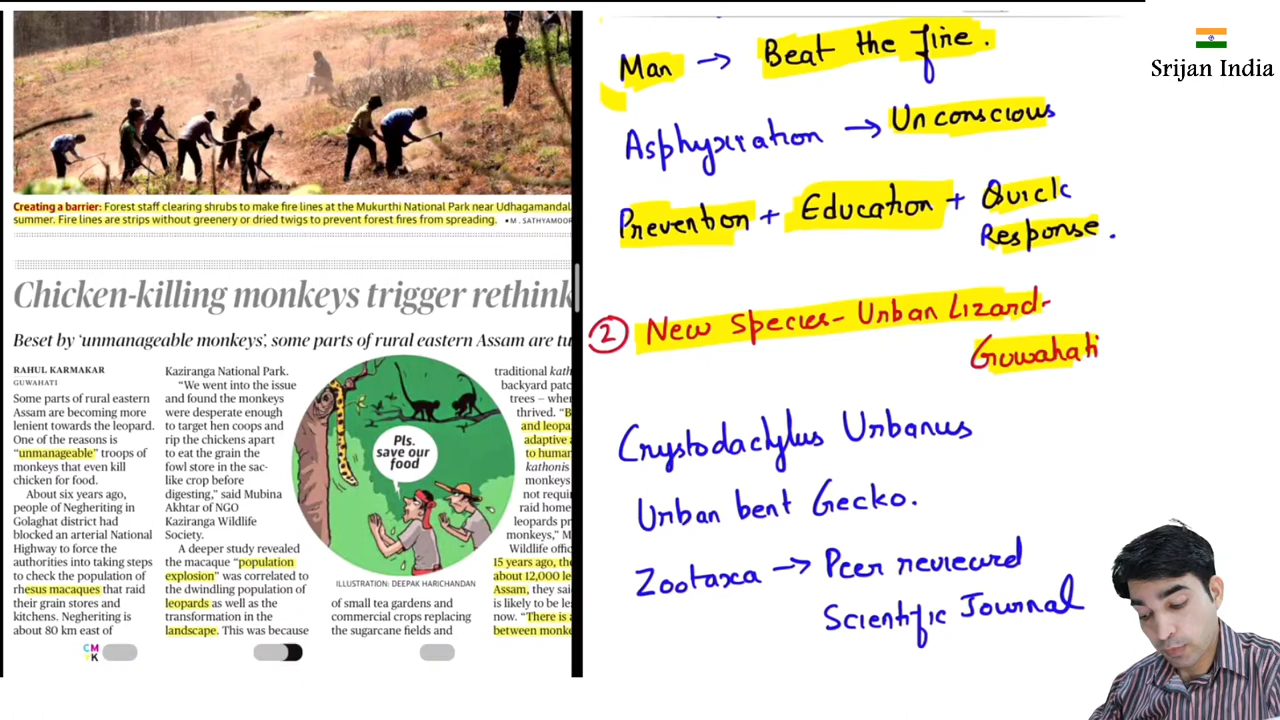 Creating a barrier: Forest staff clearing shrubs to make fire lines at the Mukurthi National Park near Udhagamandal
summer. Fire lines are strips without greenery or dried twigs to prevent forest fires from spreading. • M. SATHYAMOOR
Chicken-killing monkeys trigger rethink
Beset by ‘unmanageable monkeys’, some parts of rural eastern Assam are tu
RAHUL KARMAKAR
GUWAHATI
Some parts of rural eastern
Assam are becoming more
lenient towards the leopard.
One of the reasons is
“unmanageable” troops of
monkeys that even kill
chicken for food.
About six years ago,
people of Negheriting in
Golaghat district had
blocked an arterial National
Highway to force the
authorities into taking steps
to check the population of
rhesus macaques that raid
their grain stores and
kitchens. Negheriting is
about 80 km east of
Kaziranga National Park.
“We went into the issue
and found the monkeys
were desperate enough
to target hen coops and
rip the chickens apart
to eat the grain the
fowl store in the sac-
like crop before
digesting,” said Mubina
Akhtar of NGO
Kaziranga Wildlife
Society.
A deeper study revealed
the macaque “population
explosion” was correlated to
the dwindling population of
leopards as well as the
transformation in the
landscape. This was because
Pls.
save our
food
ILLUSTRATION: DEEPAK HARICHANDAN
of small tea gardens and
commercial crops replacing
the sugarcane fields and
traditional kath
backyard patc
trees – whe
thrived. “B
and leopa
adaptive a
to human
kathonis
monkeys
not requi
raid home
leopards pr
monkeys,” M
Wildlife offic
15 years ago, the
about 12,000 le
Assam, they sai
is likely to be le
now. “There is a
between monke
CM
YK
Man → Beat the fire.
Asphyxiation → Unconscious
Prevention + Education + Quick
Response.
② New Species - Urban Lizard-
Guwahati
Crystodactylus Urbanus
Urban bent Gecko.
Zootaxa → Peer reviewed
Scientific Journal
Srijan India